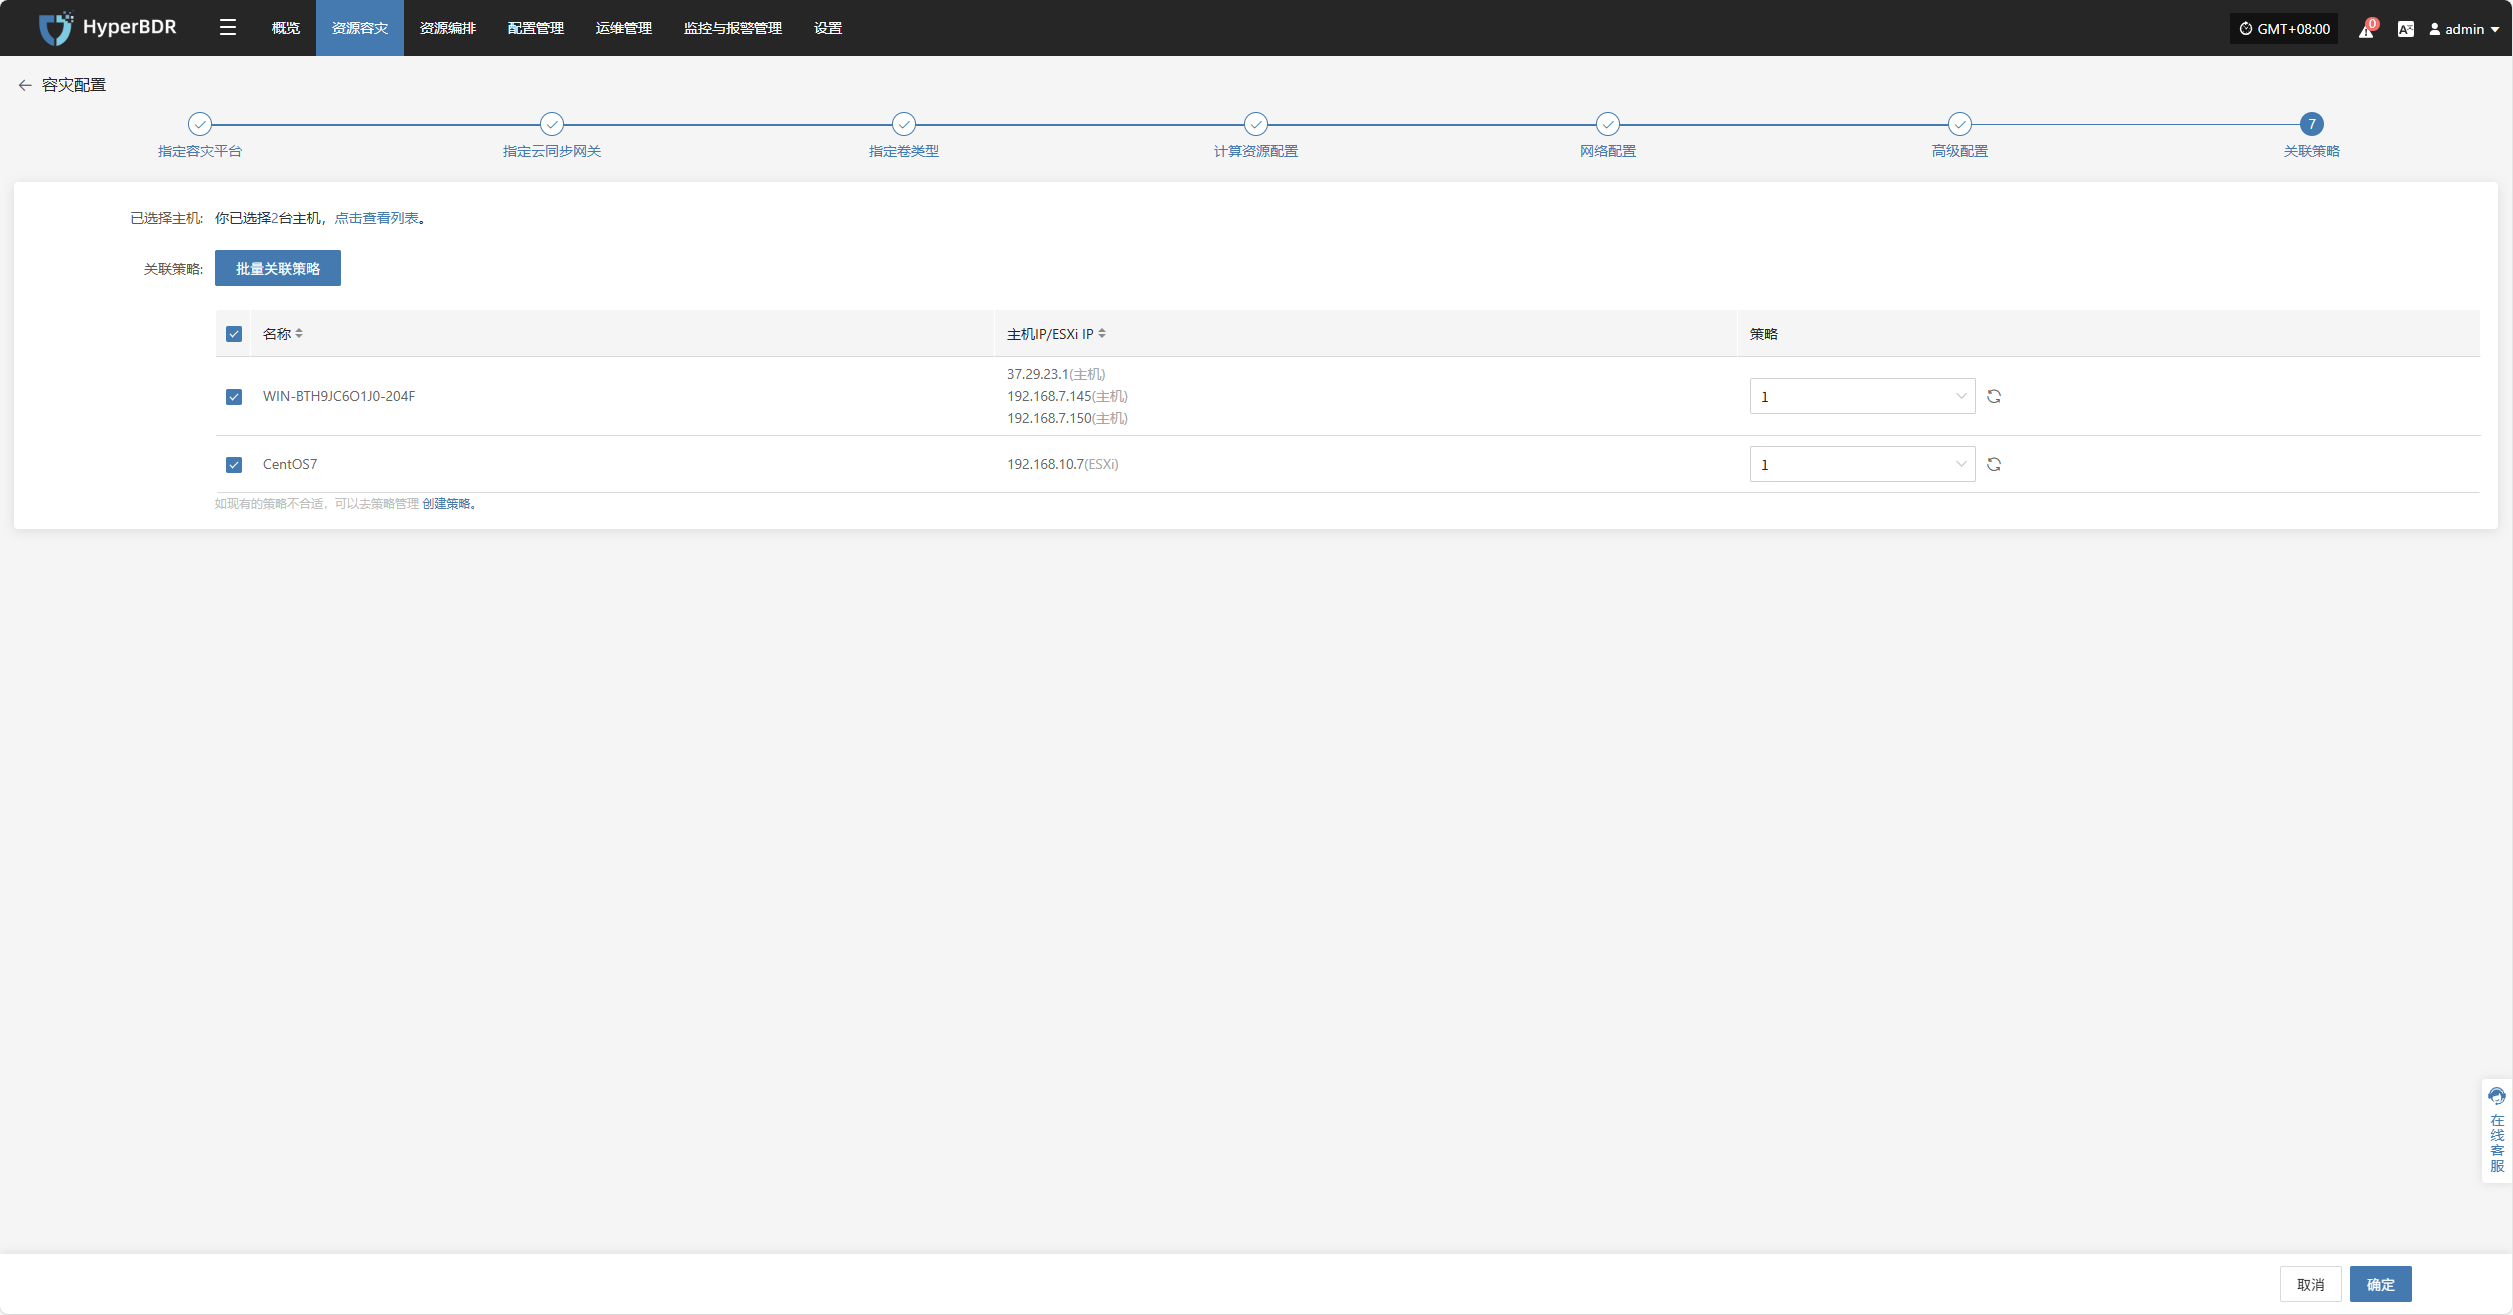 HyperBDR
概览
资源容灾
资源编排
配置管理
运维管理
监控与报警管理
设置
GMT+08:00
0
admin
容灾配置
7
指定容灾平台
指定云同步网关
指定卷类型
计算资源配置
网络配置
高级配置
关联策略
已选择主机: 你已选择2台主机，点击查看列表。
关联策略: 批量关联策略
名称 主机IP/ESXi IP 策略
37.29.23.1(主机)
WIN-BTH9JC6O1J0-204F 192.168.7.145(主机) 1
192.168.7.150(主机)
CentOS7 192.168.10.7(ESXi) 1
如现有的策略不合适，可以去策略管理 创建策略。
在线客服
取消 确定